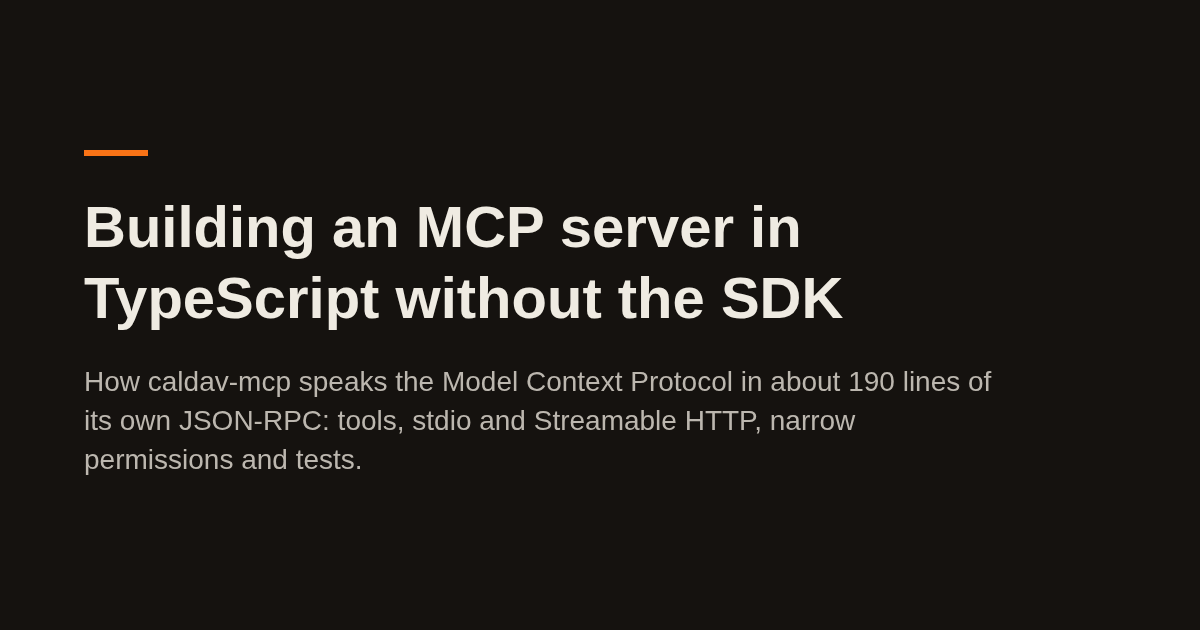 Building an MCP server in
TypeScript without the SDK
How caldav-mcp speaks the Model Context Protocol in about 190 lines of
its own JSON-RPC: tools, stdio and Streamable HTTP, narrow
permissions and tests.